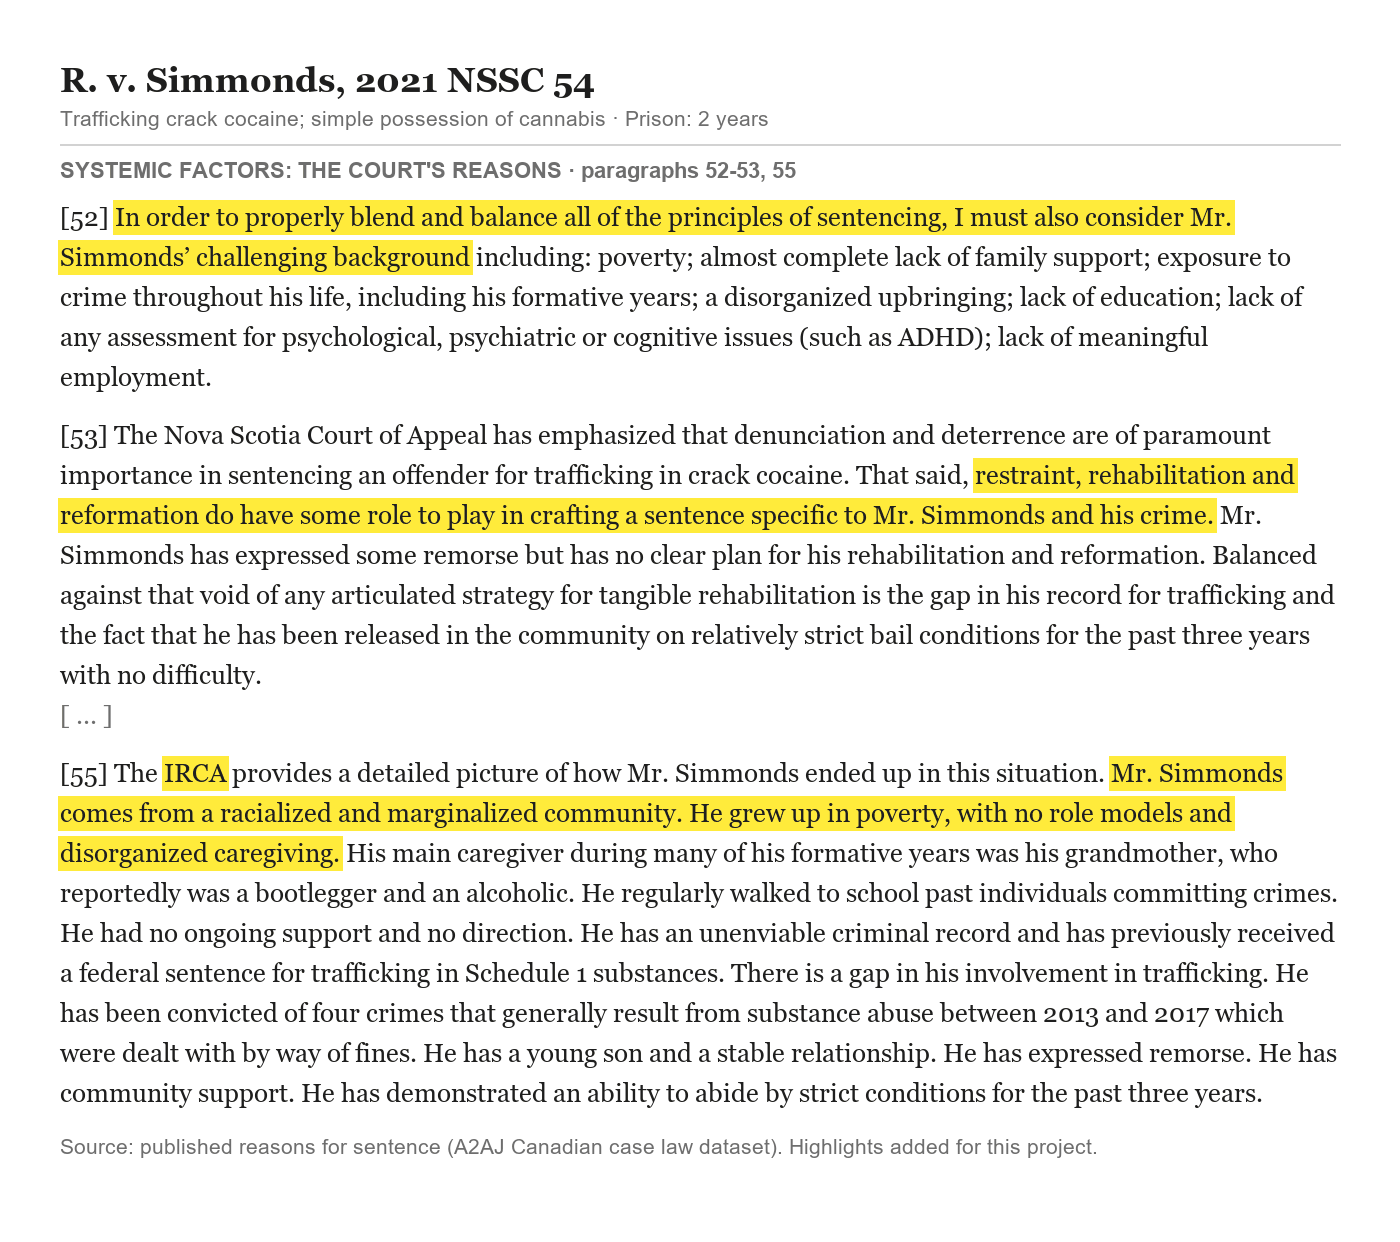 R. v. Simmonds, 2021 NSSC 54
Trafficking crack cocaine; simple possession of cannabis · Prison: 2 years
SYSTEMIC FACTORS: THE COURT'S REASONS · paragraphs 52-53, 55
[52] In order to properly blend and balance all of the principles of sentencing, I must also consider Mr.
Simmonds’ challenging background including: poverty; almost complete lack of family support; exposure to
crime throughout his life, including his formative years; a disorganized upbringing; lack of education; lack of
any assessment for psychological, psychiatric or cognitive issues (such as ADHD); lack of meaningful
employment.
[53] The Nova Scotia Court of Appeal has emphasized that denunciation and deterrence are of paramount
importance in sentencing an offender for trafficking in crack cocaine. That said, restraint, rehabilitation and
reformation do have some role to play in crafting a sentence specific to Mr. Simmonds and his crime. Mr.
Simmonds has expressed some remorse but has no clear plan for his rehabilitation and reformation. Balanced
against that void of any articulated strategy for tangible rehabilitation is the gap in his record for trafficking and
the fact that he has been released in the community on relatively strict bail conditions for the past three years
with no difficulty.
[ ... ]
[55] The IRCA provides a detailed picture of how Mr. Simmonds ended up in this situation. Mr. Simmonds
comes from a racialized and marginalized community. He grew up in poverty, with no role models and
disorganized caregiving. His main caregiver during many of his formative years was his grandmother, who
reportedly was a bootlegger and an alcoholic. He regularly walked to school past individuals committing crimes.
He had no ongoing support and no direction. He has an unenviable criminal record and has previously received
a federal sentence for trafficking in Schedule 1 substances. There is a gap in his involvement in trafficking. He
has been convicted of four crimes that generally result from substance abuse between 2013 and 2017 which
were dealt with by way of fines. He has a young son and a stable relationship. He has expressed remorse. He has
community support. He has demonstrated an ability to abide by strict conditions for the past three years.
Source: published reasons for sentence (A2AJ Canadian case law dataset). Highlights added for this project.